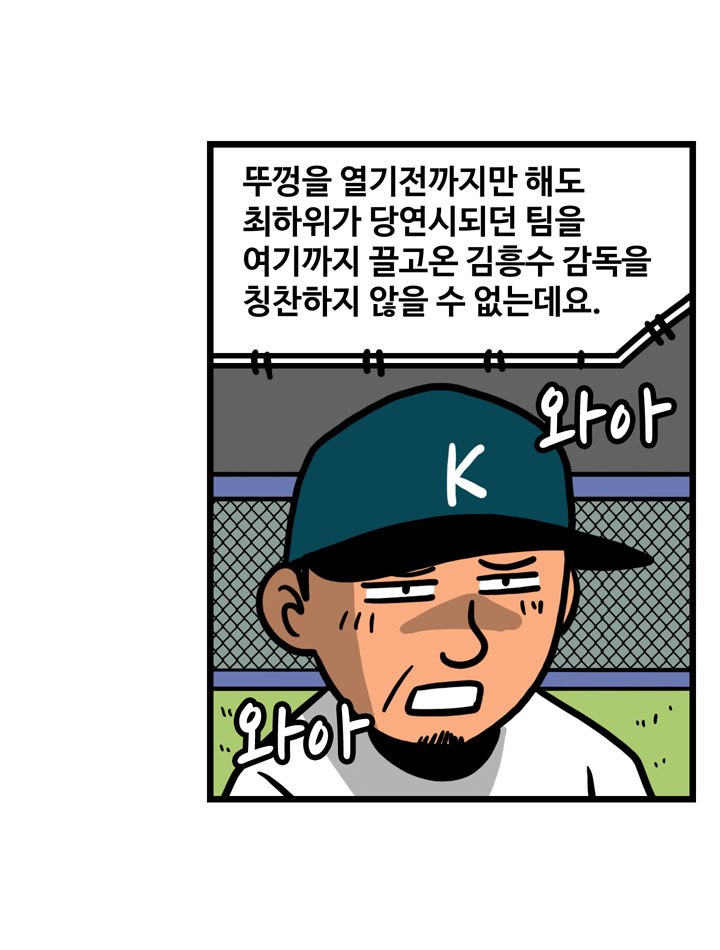 뚜껑을 열기전까지만 해도
최하위가 당연시되던 팀을
여기까지 끌고온 김흥수 감독을
칭찬하지 않을 수 없는데요.
와아
K
와아